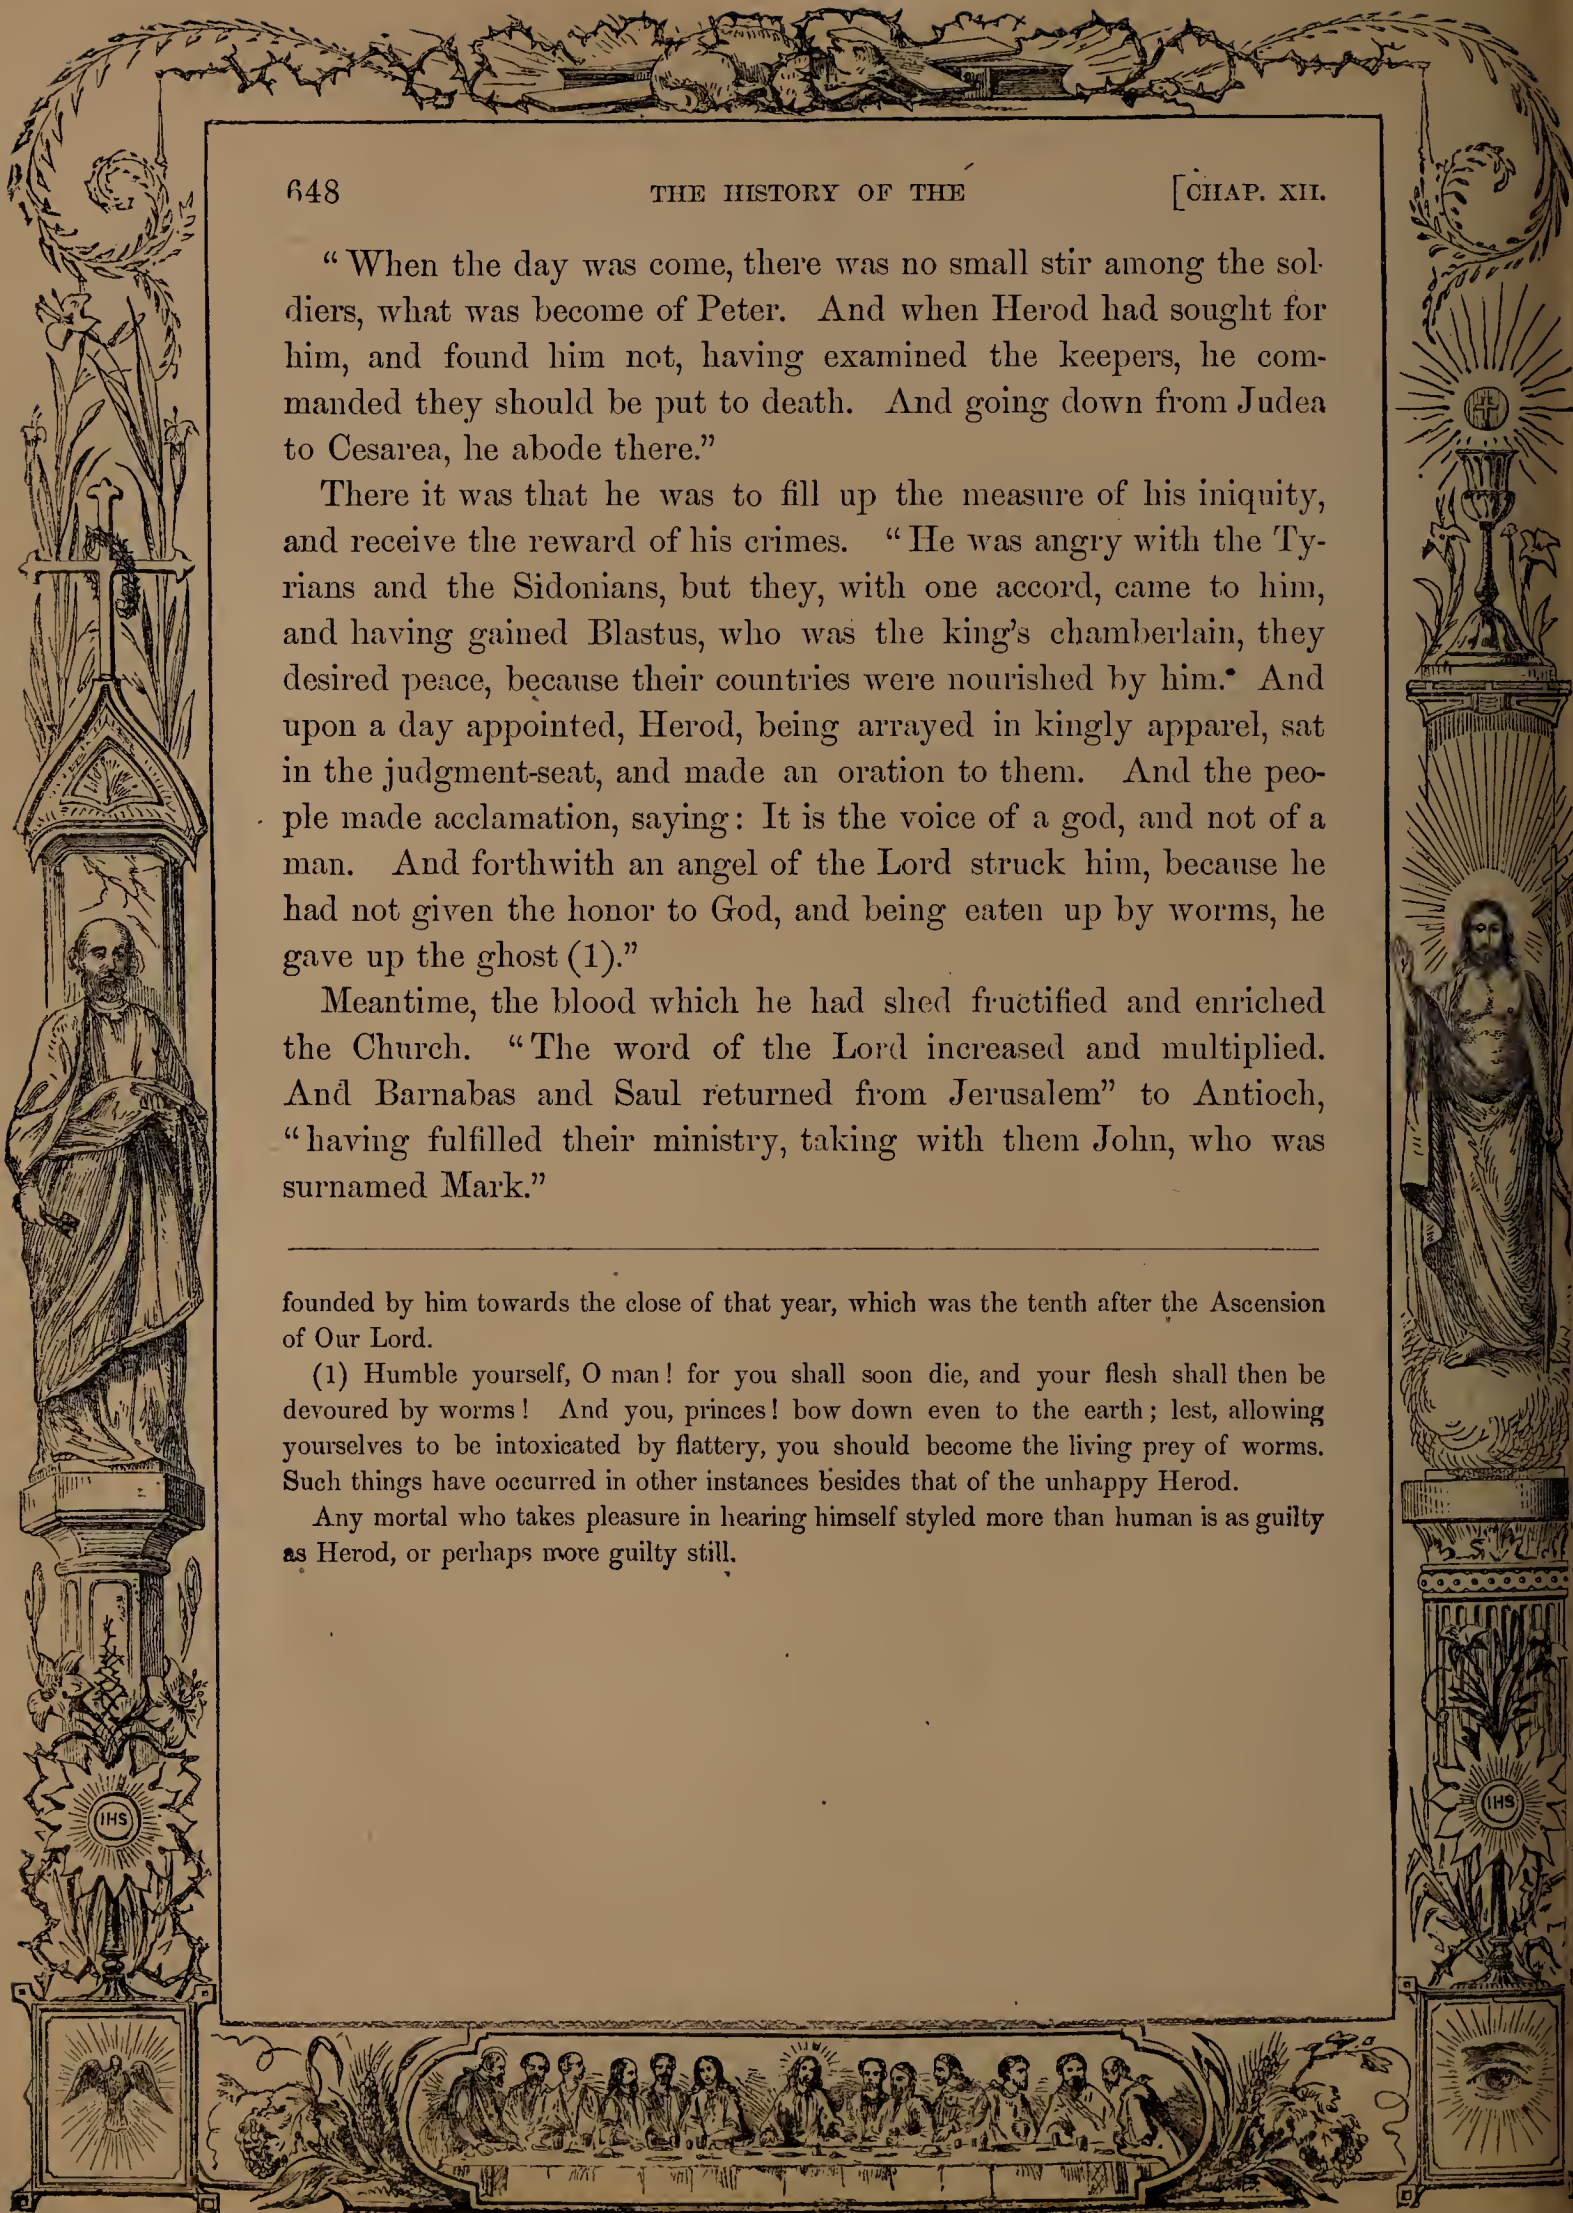 648 THE HISTORY OF THE [CHAP. XII.
“When the day was come, there was no small stir among the sol-
diers, what was become of Peter. And when Herod had sought for
him, and found him not, having examined the keepers, he com-
manded they should be put to death. And going down from Judea
to Cesarea, he abode there.”
There it was that he was to fill up the measure of his iniquity,
and receive the reward of his crimes. “He was angry with the Ty-
rians and the Sidonians, but they, with one accord, came to him,
and having gained Blastus, who was the king’s chamberlain, they
desired peace, because their countries were nourished by him. And
upon a day appointed, Herod, being arrayed in kingly apparel, sat
in the judgment-seat, and made an oration to them. And the peo-
ple made acclamation, saying: It is the voice of a god, and not of a
man. And forthwith an angel of the Lord struck him, because he
had not given the honor to God, and being eaten up by worms, he
gave up the ghost (1).”
Meantime, the blood which he had shed fructified and enriched
the Church. “The word of the Lord increased and multiplied.
And Barnabas and Saul returned from Jerusalem” to Antioch,
“having fulfilled their ministry, taking with them John, who was
surnamed Mark.”
founded by him towards the close of that year, which was the tenth after the Ascension
of Our Lord.
(1) Humble yourself, O man! for you shall soon die, and your flesh shall then be
devoured by worms! And you, princes! bow down even to the earth; lest, allowing
yourselves to be intoxicated by flattery, you should become the living prey of worms.
Such things have occurred in other instances besides that of the unhappy Herod.
Any mortal who takes pleasure in hearing himself styled more than human is as guilty
as Herod, or perhaps more guilty still.
IHS
IHS